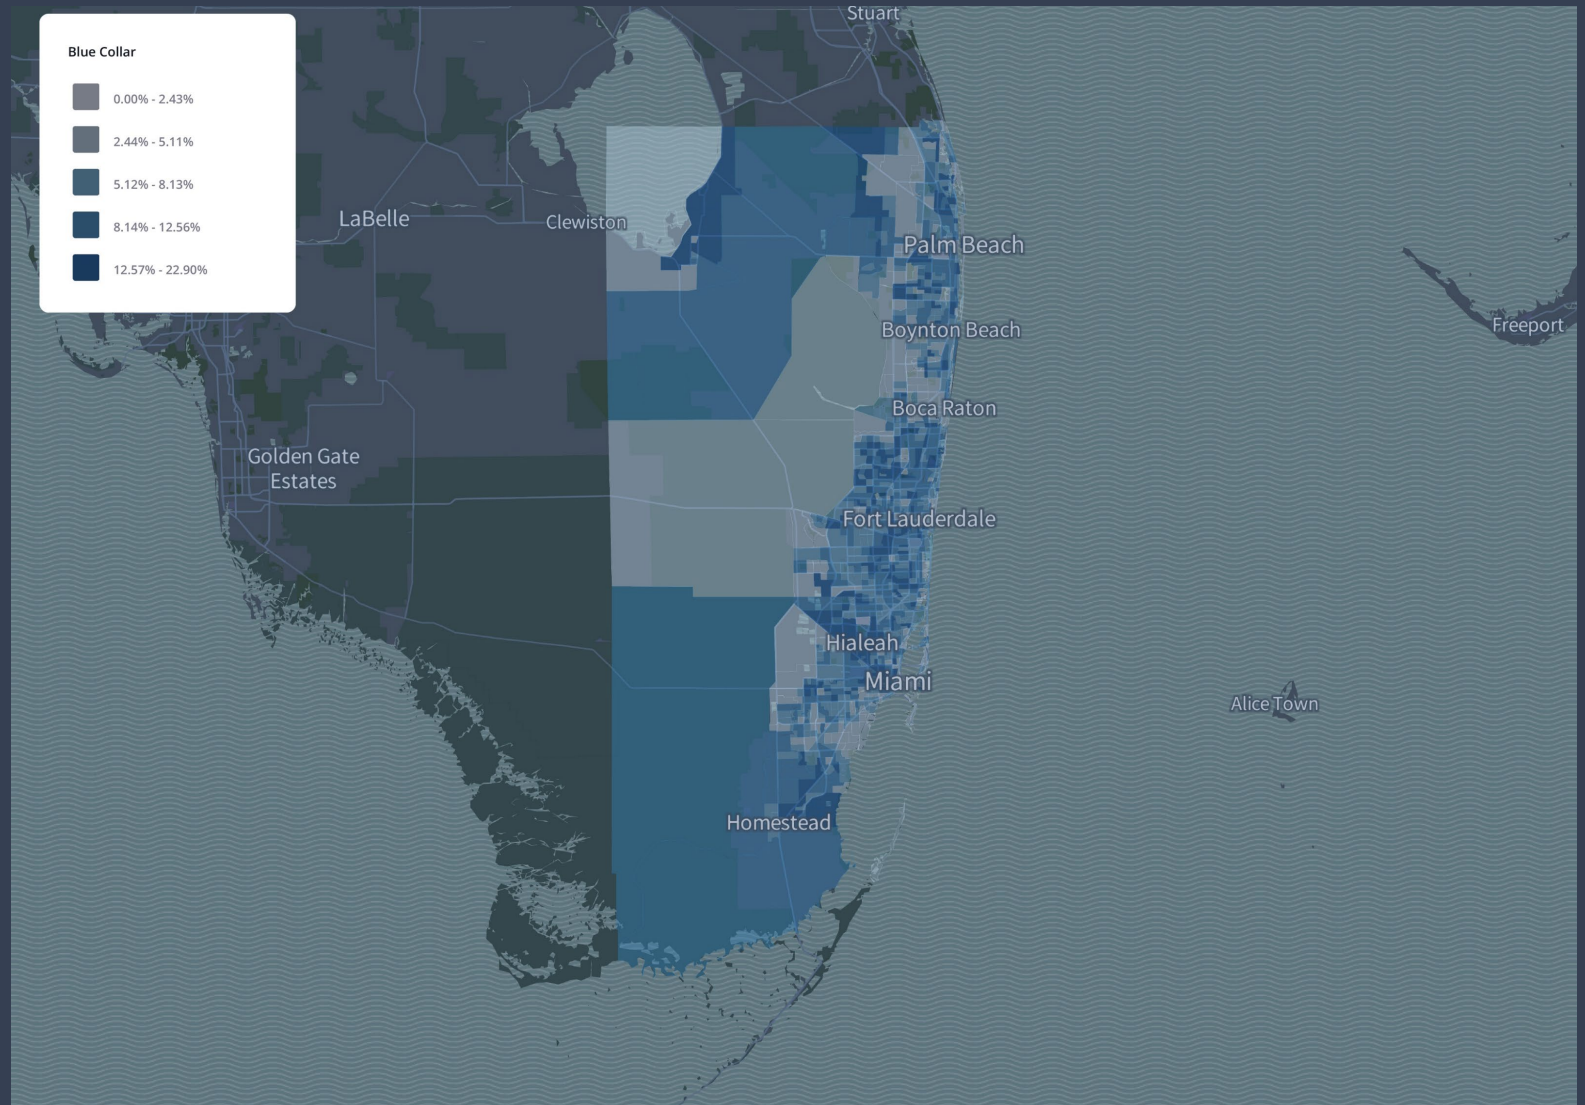 Blue Collar
0.00% - 2.43%
2.44% - 5.11%
5.12% - 8.13%
8.14% - 12.56%
12.57% - 22.90%
Stuart
LaBelle
Clewiston
Palm Beach
Boynton Beach
Freeport
Boca Raton
Golden Gate
Estates
Fort Lauderdale
Hialeah
Miami
Alice Town
Homestead